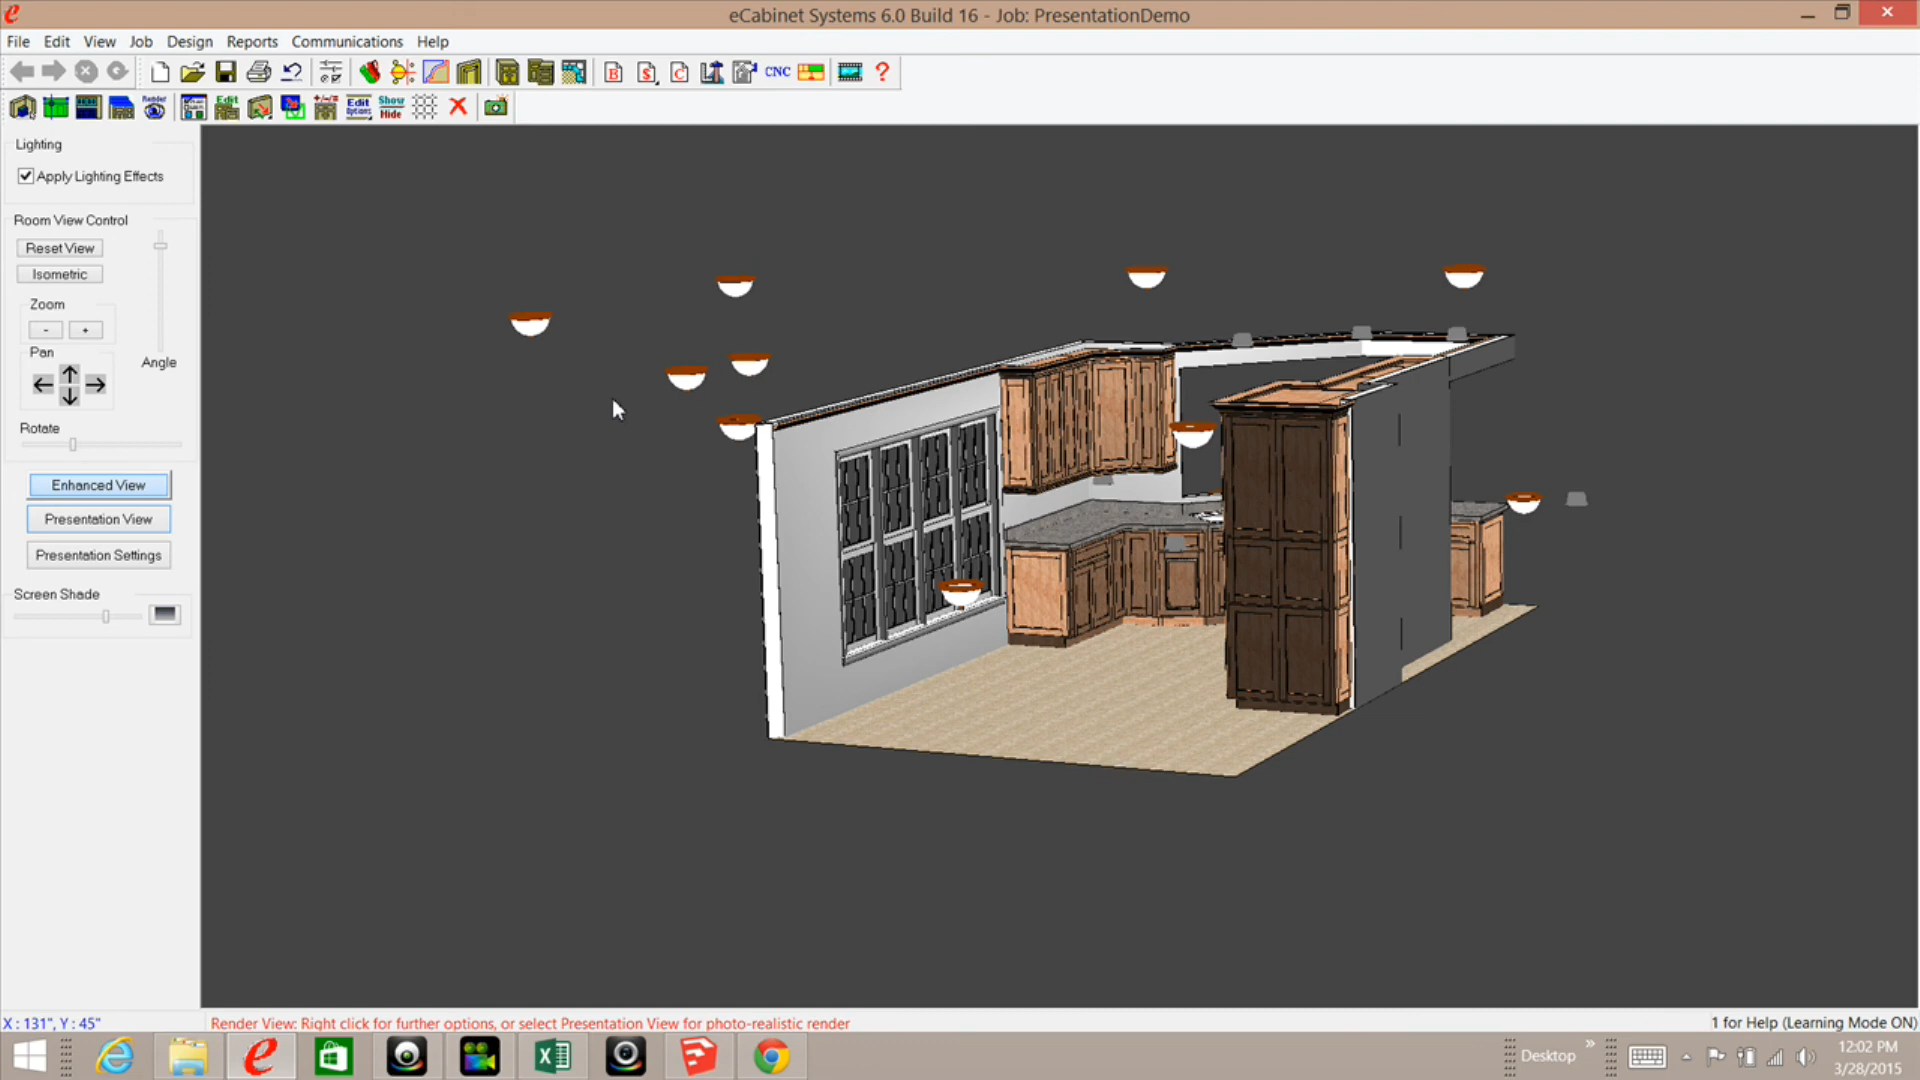 eCabinet Systems 6.0 Build 16 - Job: PresentationDemo
File Edit View Job Design Reports Communications Help
B $ C CNC ?
Render Edit +/-/= Edit Options Show Hide
Lighting
Apply Lighting Effects
Room View Control
Reset View
Isometric
Zoom
- +
Pan
Angle
Rotate
Enhanced View
Presentation View
Presentation Settings
Screen Shade
X : 131", Y : 45"
Render View: Right click for further options, or select Presentation View for photo-realistic render
1 for Help (Learning Mode ON)
Desktop
12:02 PM
3/28/2015